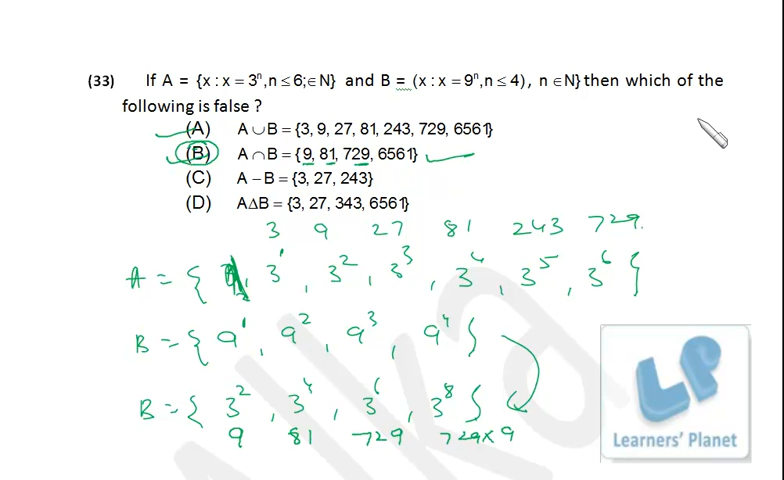 (33) If A = {x : x = 3ⁿ, n ≤ 6; ∈ N} and B = (x : x = 9ⁿ, n ≤ 4), n ∈ N} then which of the
following is false ?
(A) A ∪ B = {3, 9, 27, 81, 243, 729, 6561}
(B) A ∩ B = {9, 81, 729, 6561}
(C) A − B = {3, 27, 243}
(D) A∆B = {3, 27, 343, 6561}
3 9 27 81 243 729
A = { 3¹, 3², 3³, 3⁴, 3⁵, 3⁶ }
B = { 9¹, 9², 9³, 9⁴ }
B = { 3², 3⁴, 3⁶, 3⁸ }
9 81 729 729×9
LP
Learners' Planet